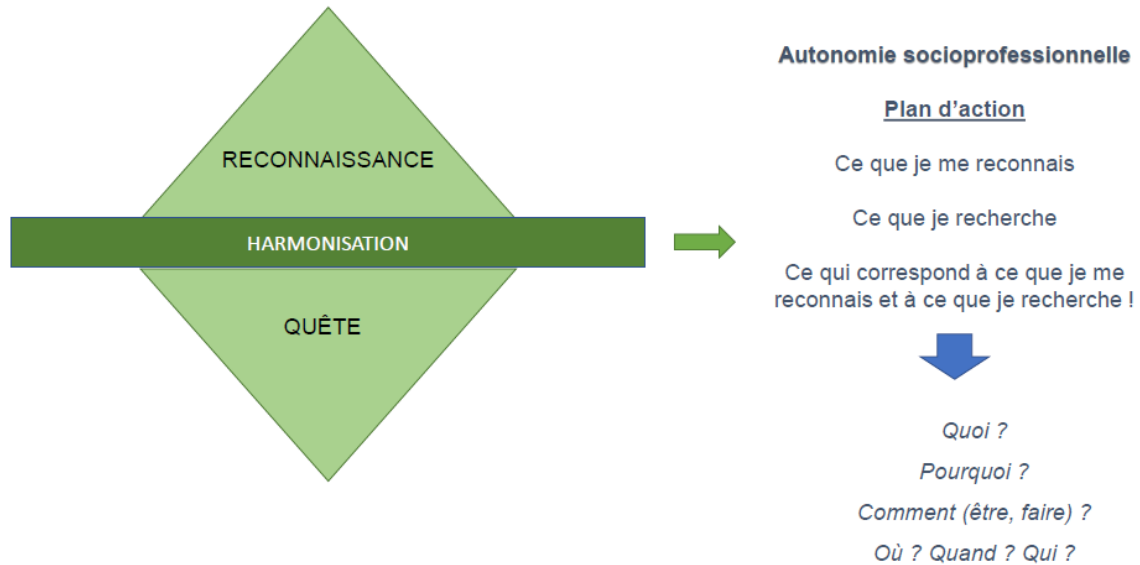 RECONNAISSANCE
HARMONISATION
QUÊTE
Autonomie socioprofessionnelle
Plan d’action
Ce que je me reconnais
Ce que je recherche
Ce qui correspond à ce que je me
reconnais et à ce que je recherche !
Quoi ?
Pourquoi ?
Comment (être, faire) ?
Où ? Quand ? Qui ?